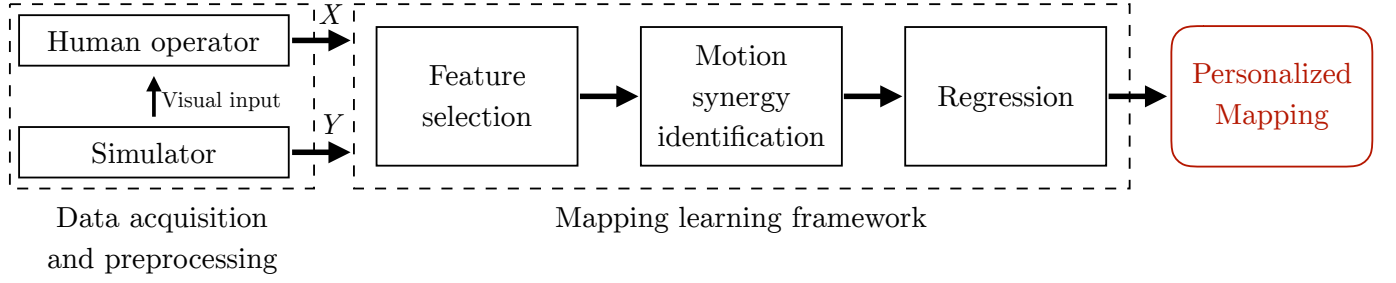 Human operator
X
Visual input
Simulator
Y
Data acquisition
and preprocessing
Feature
selection
Motion
synergy
identification
Regression
Mapping learning framework
Personalized
Mapping